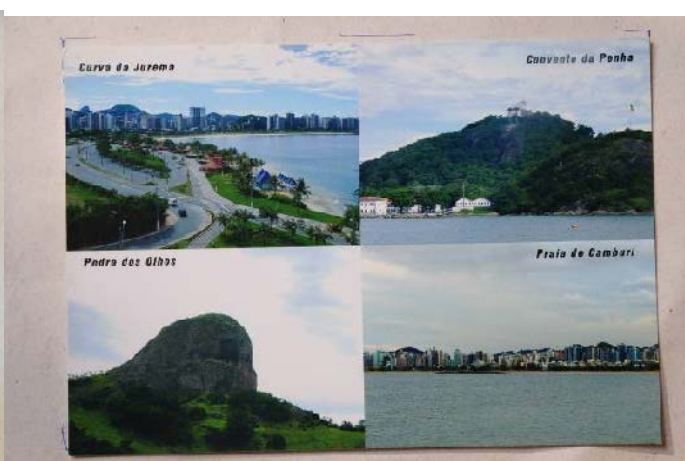 Curva da Jurema
Convento da Penha
Pedra dos Olhos
Praia de Camburi